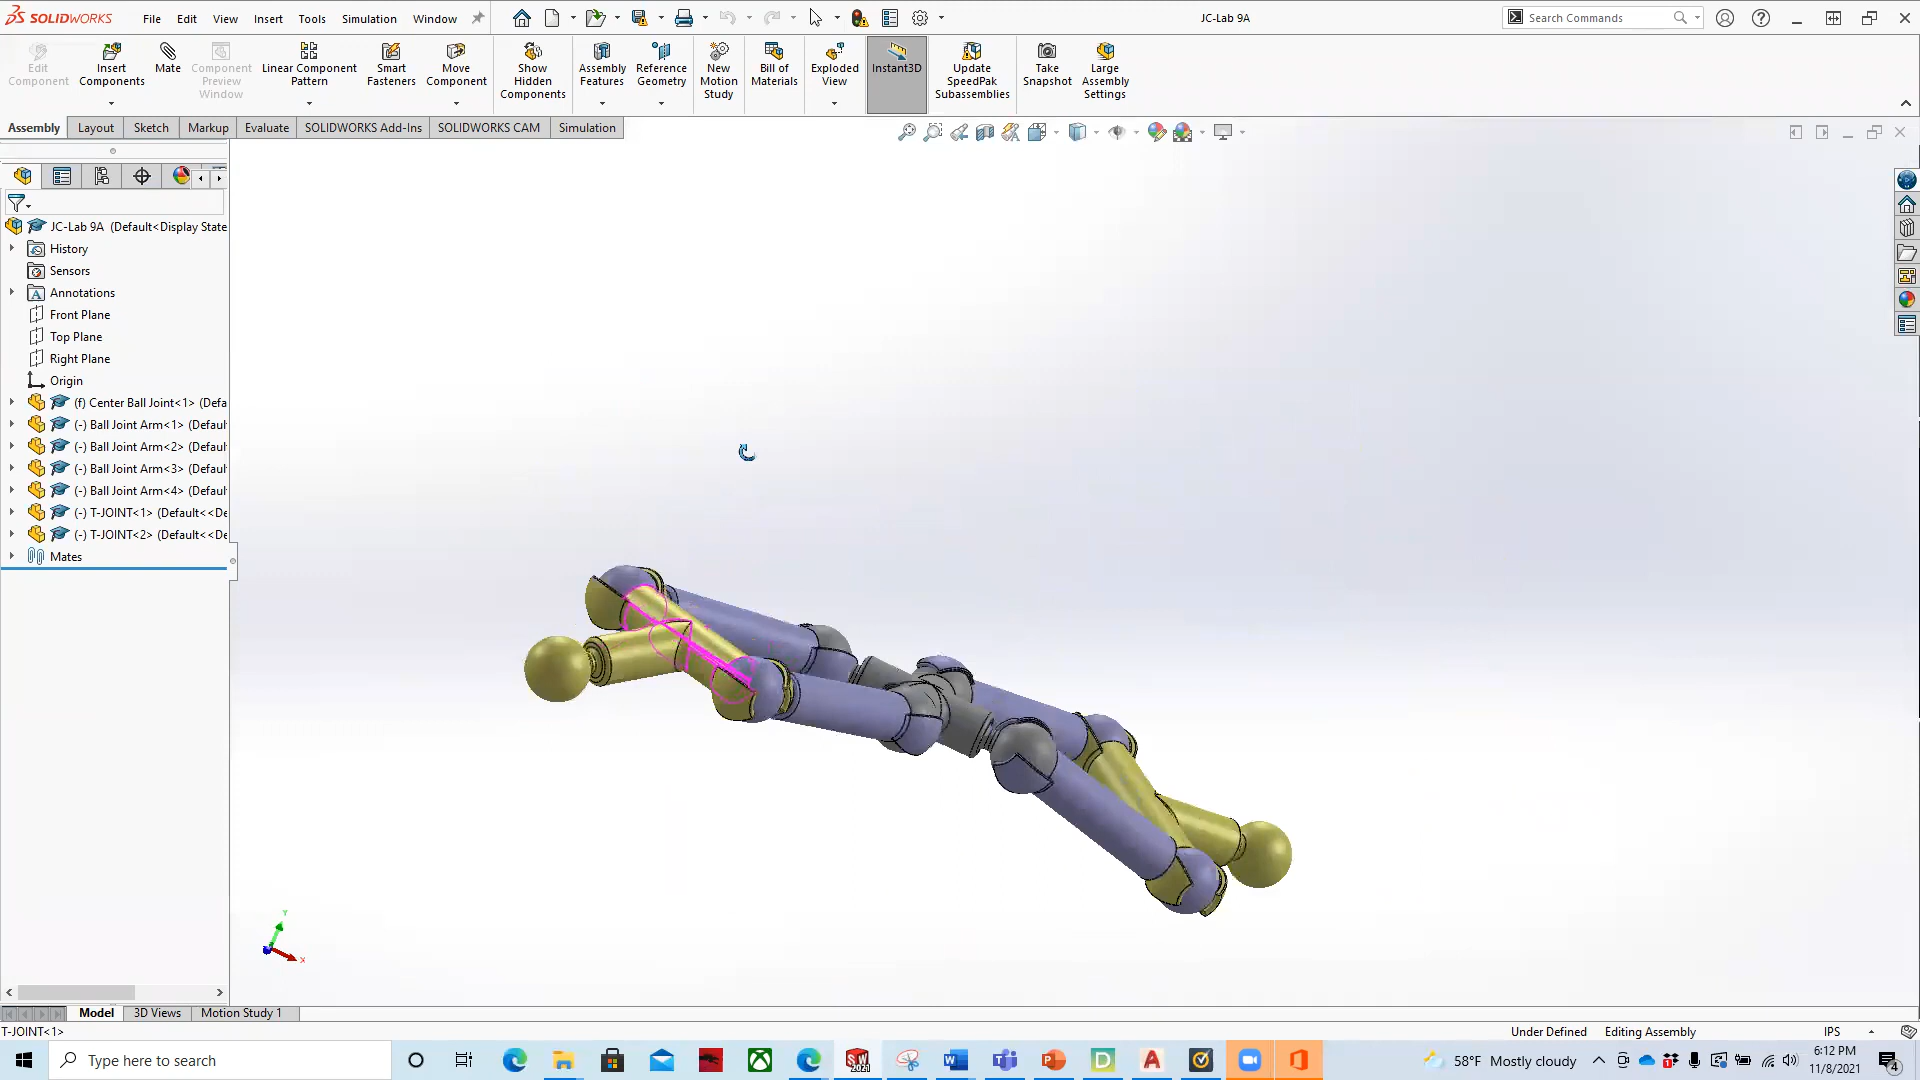 SOLIDWORKS File Edit View Insert Tools Simulation Window JC-Lab 9A Search Commands
Edit Component
Insert Components
Mate
Component Preview Window
Linear Component Pattern
Smart Fasteners
Move Component
Show Hidden Components
Assembly Features
Reference Geometry
New Motion Study
Bill of Materials
Exploded View
Instant3D
Update SpeedPak Subassemblies
Take Snapshot
Large Assembly Settings
Assembly Layout Sketch Markup Evaluate SOLIDWORKS Add-Ins SOLIDWORKS CAM Simulation
JC-Lab 9A (Default<Display State
History
Sensors
Annotations
Front Plane
Top Plane
Right Plane
Origin
(f) Center Ball Joint<1> (Defa
(-) Ball Joint Arm<1> (Defaul
(-) Ball Joint Arm<2> (Defaul
(-) Ball Joint Arm<3> (Defaul
(-) Ball Joint Arm<4> (Defaul
(-) T-JOINT<1> (Default<<De
(-) T-JOINT<2> (Default<<De
Mates
Y
X
Model 3D Views Motion Study 1
T-JOINT<1> Under Defined Editing Assembly IPS
Type here to search 58°F Mostly cloudy 6:12 PM
11/8/2021
4